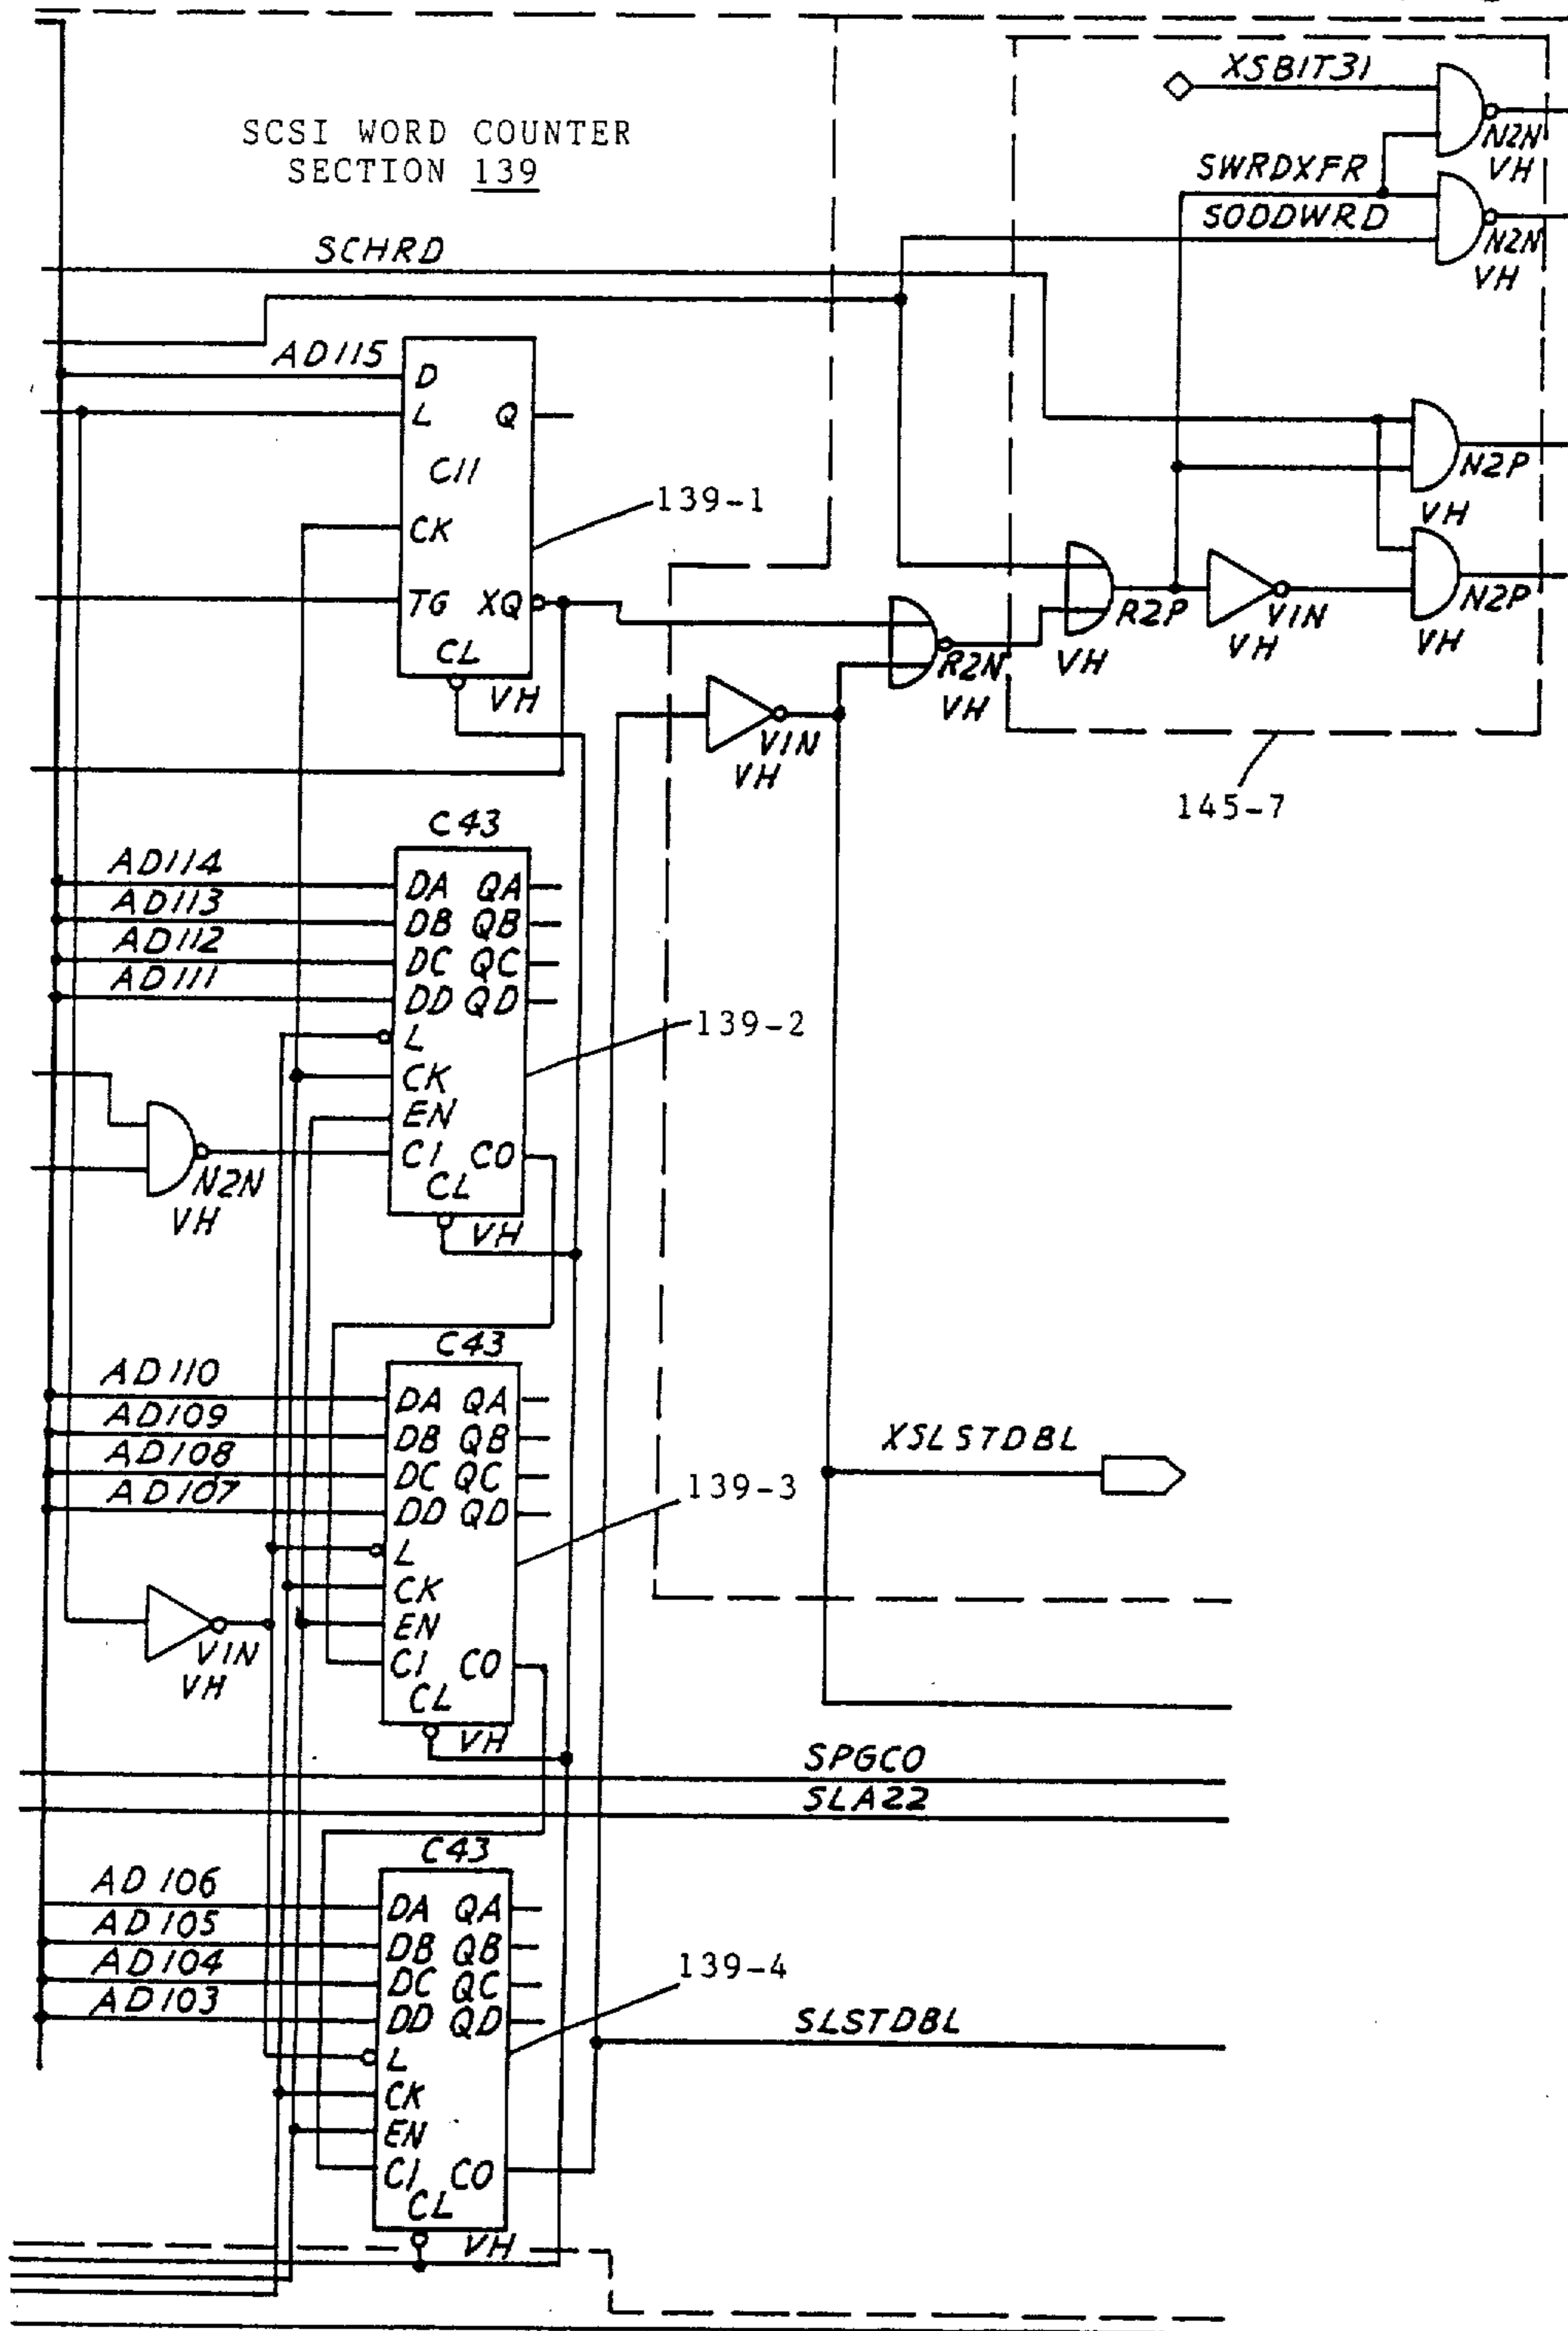 XSBIT31
N2N
VH
SCSI WORD COUNTER
SECTION 139
SWRDXFR
SODDWRD
N2N
VH
SCHRD
AD115
D
L
Q
C11
CK
TG
XQ
CL
VH
139-1
N2P
VH
N2P
VH
R2P
VH
VIN
VH
R2N
VH
VIN
VH
145-7
C43
AD114
AD113
AD112
AD111
DA QA
DB QB
DC QC
DD QD
L
CK
EN
CI CO
CL
VH
139-2
N2N
VH
C43
AD110
AD109
AD108
AD107
DA QA
DB QB
DC QC
DD QD
L
CK
EN
CI CO
CL
VH
139-3
XSLSTDBL
VIN
VH
SPGCO
SLA22
C43
AD106
AD105
AD104
AD103
DA QA
DB QB
DC QC
DD QD
L
CK
EN
CI CO
CL
VH
139-4
SLSTDBL